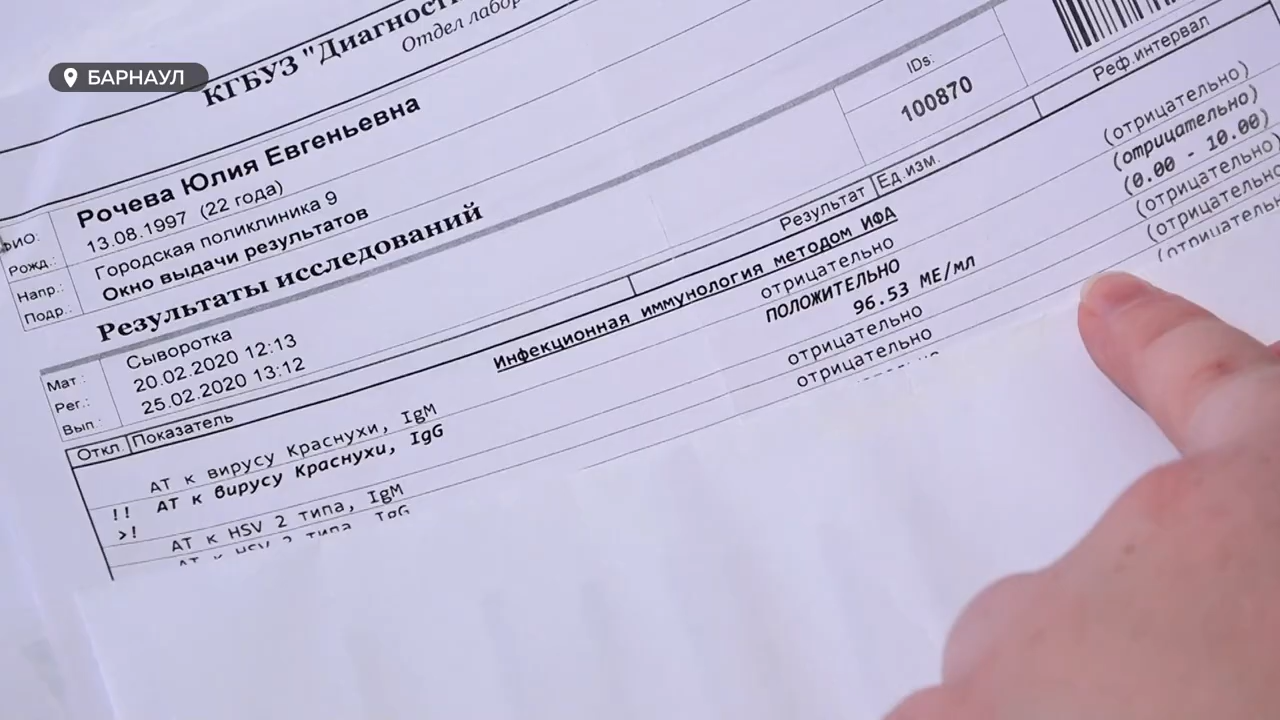 БАРНАУЛ
КГБУЗ "Диагност
Отдел лабор
ФИО: Рочева Юлия Евгеньевна
Рожд.: 13.08.1997 (22 года)
Напр.: Городская поликлиника 9
Подр.: Окно выдачи результатов
IDs:
100870
Результаты исследований
Мат.: Сыворотка
Рег.: 20.02.2020 12:13
Вып.: 25.02.2020 13:12
Откл. Показатель Результат Ед.изм. Реф.интервал
Инфекционная иммунология методом ИФА
АТ к вирусу Краснухи, IgM отрицательно (отрицательно)
!! АТ к вирусу Краснухи, IgG ПОЛОЖИТЕЛЬНО (отрицательно)
>! 96.53 МЕ/мл (0.00 - 10.00)
АТ к HSV 2 типа, IgM отрицательно (отрицательно)
АТ к HSV 2 типа, IgG отрицательно (отрицательно
(отрицательн